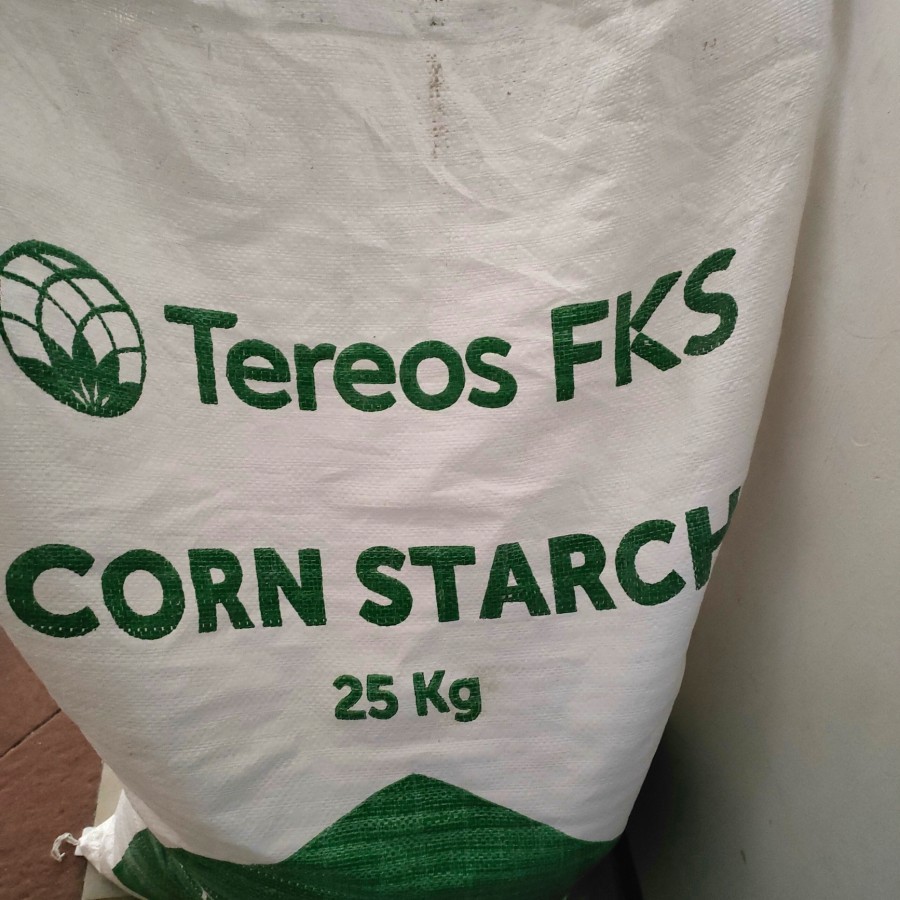 Tereos FKS
CORN STARCH
25 Kg